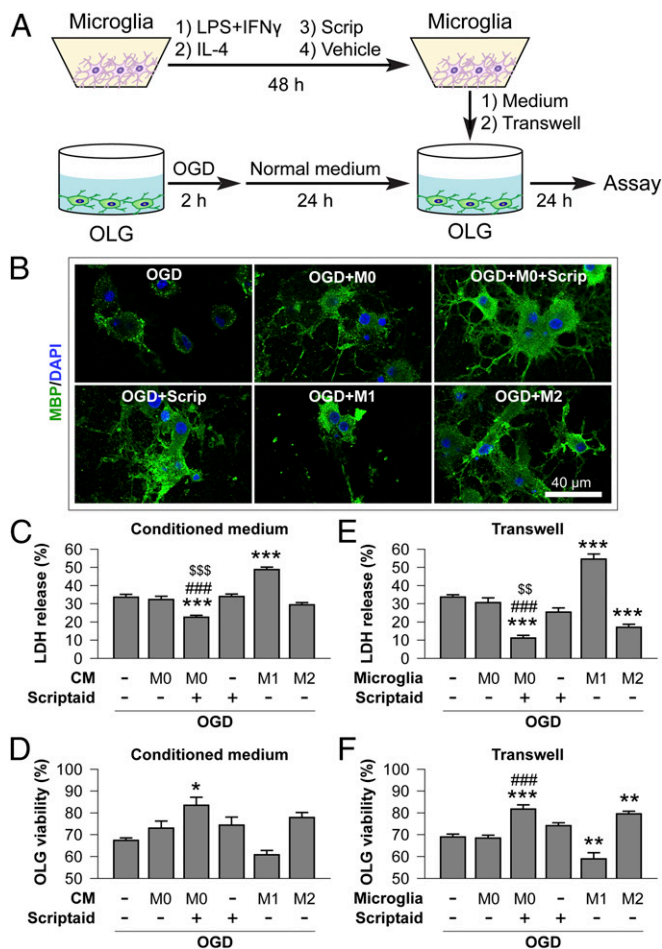 A
Microglia
1) LPS+IFNγ 3) Scrip
2) IL-4 4) Vehicle
48 h
Microglia
1) Medium
2) Transwell
OGD
2 h
Normal medium
24 h
24 h
Assay
OLG
OLG
B
MBP/DAPI
OGD
OGD+M0
OGD+M0+Scrip
OGD+Scrip
OGD+M1
OGD+M2
40 μm
C
Conditioned medium
LDH release (%)
60
50
40
30
20
10
0
$$$
###
***
***
CM - M0 M0 - M1 M2
Scriptaid - - + + - -
OGD
E
Transwell
LDH release (%)
60
50
40
30
20
10
0
$$
###
***
***
***
Microglia - M0 M0 - M1 M2
Scriptaid - - + + - -
OGD
D
Conditioned medium
OLG viability (%)
100
90
80
70
60
50
*
CM - M0 M0 - M1 M2
Scriptaid - - + + - -
OGD
F
Transwell
OLG viability (%)
100
90
80
70
60
50
###
***
**
**
Microglia - M0 M0 - M1 M2
Scriptaid - - + + - -
OGD